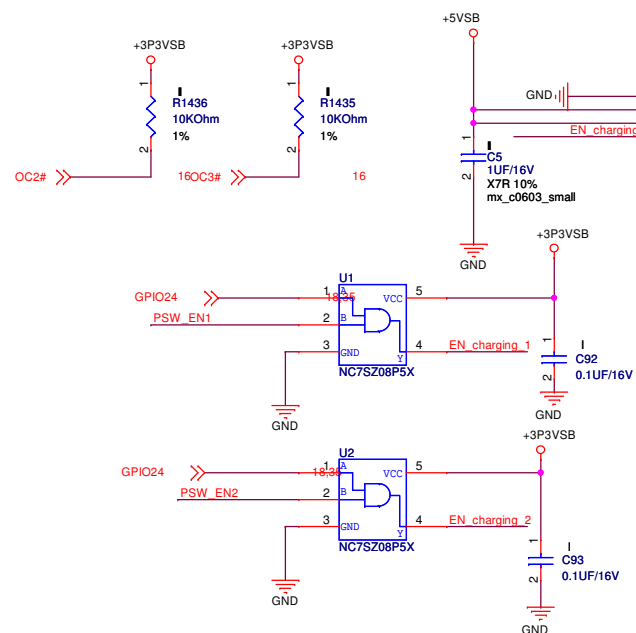 +5VSB
+3P3VSB
+3P3VSB
GND
1
R1436
10KOhm
1%
2
1
R1435
10KOhm
1%
2
EN_charging
1
C5
1UF/16V
2
X7R 10%
mx_c0603_small
OC2#
16
OC3#
16
+3P3VSB
GND
U1
GPIO24
1
A
18,35
VCC
5
PSW_EN1
2
B
3
GND
Y
4
EN_charging_1
NC7SZ08P5X
1
C92
2
0.1UF/16V
GND
GND
+3P3VSB
U2
GPIO24
1
A
18,35
VCC
5
PSW_EN2
2
B
3
GND
Y
4
EN_charging_2
NC7SZ08P5X
1
C93
2
0.1UF/16V
GND
GND